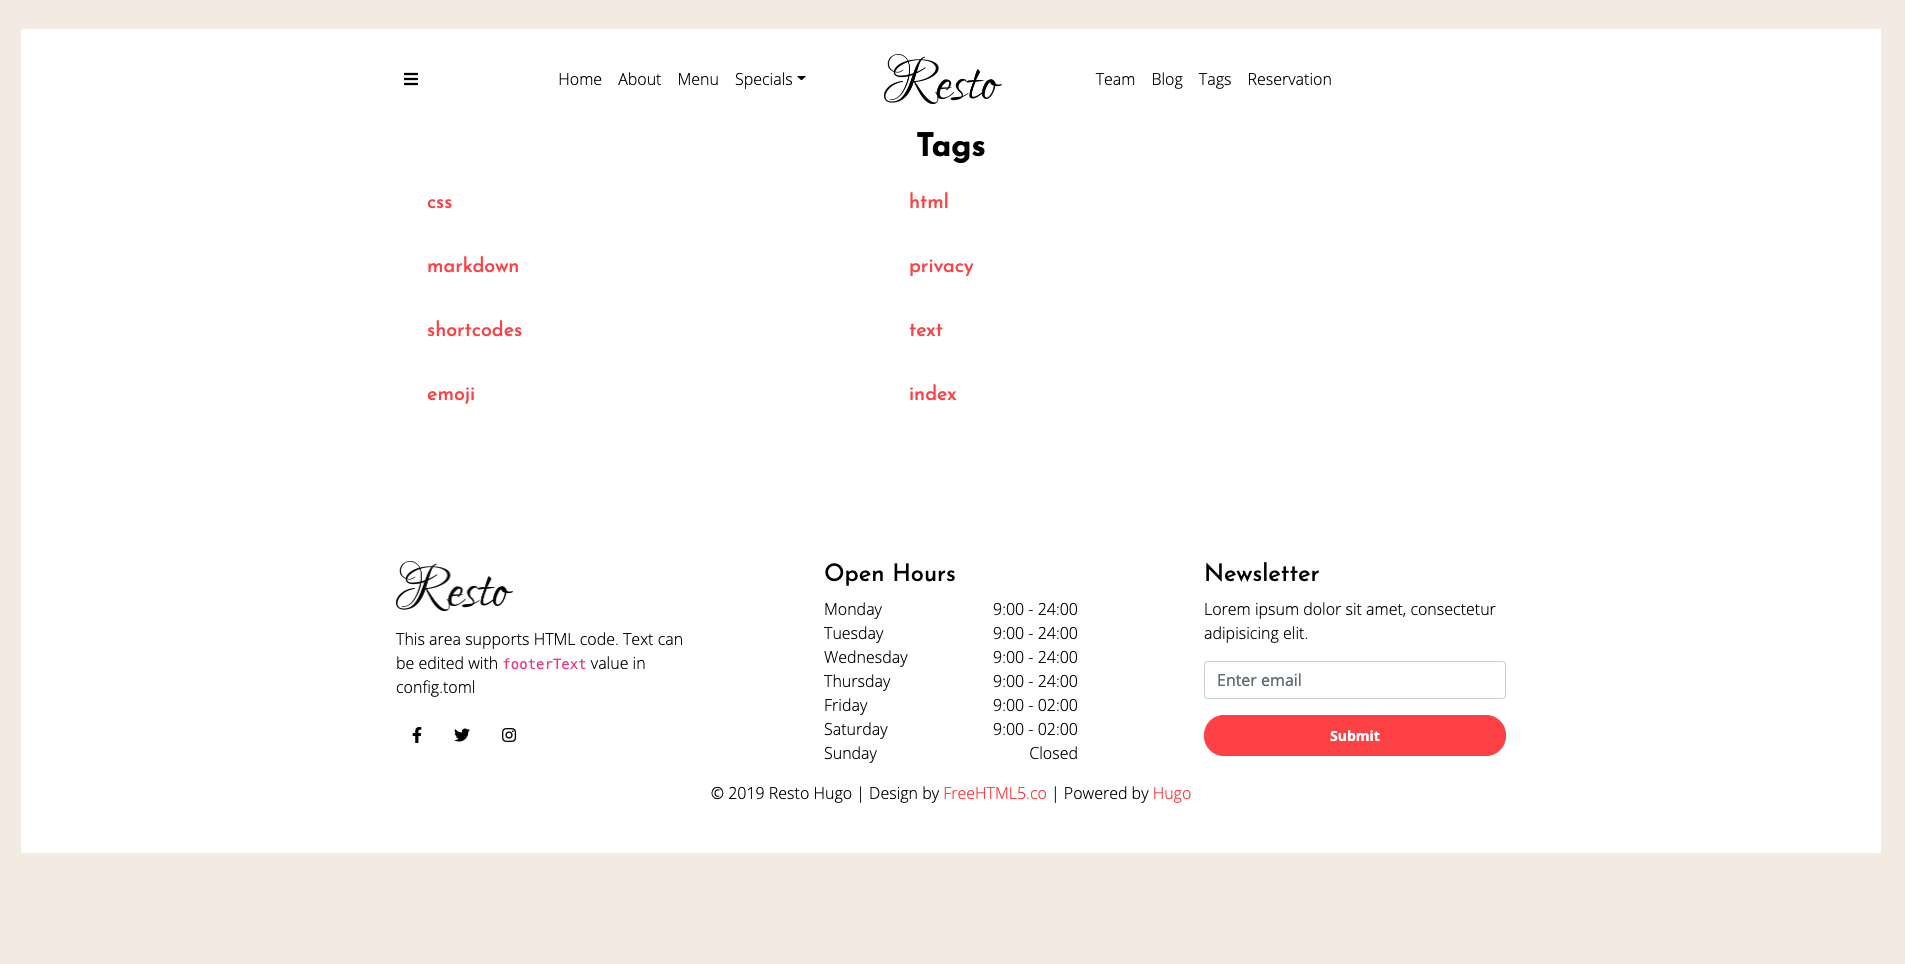 Home About Menu Specials Resto Team Blog Tags Reservation
Tags
css html
markdown privacy
shortcodes text
emoji index
Resto
This area supports HTML code. Text can
be edited with footerText value in
config.toml
Open Hours
Monday 9:00 - 24:00
Tuesday 9:00 - 24:00
Wednesday 9:00 - 24:00
Thursday 9:00 - 24:00
Friday 9:00 - 02:00
Saturday 9:00 - 02:00
Sunday Closed
Newsletter
Lorem ipsum dolor sit amet, consectetur
adipisicing elit.
Enter email
Submit
© 2019 Resto Hugo | Design by FreeHTML5.co | Powered by Hugo